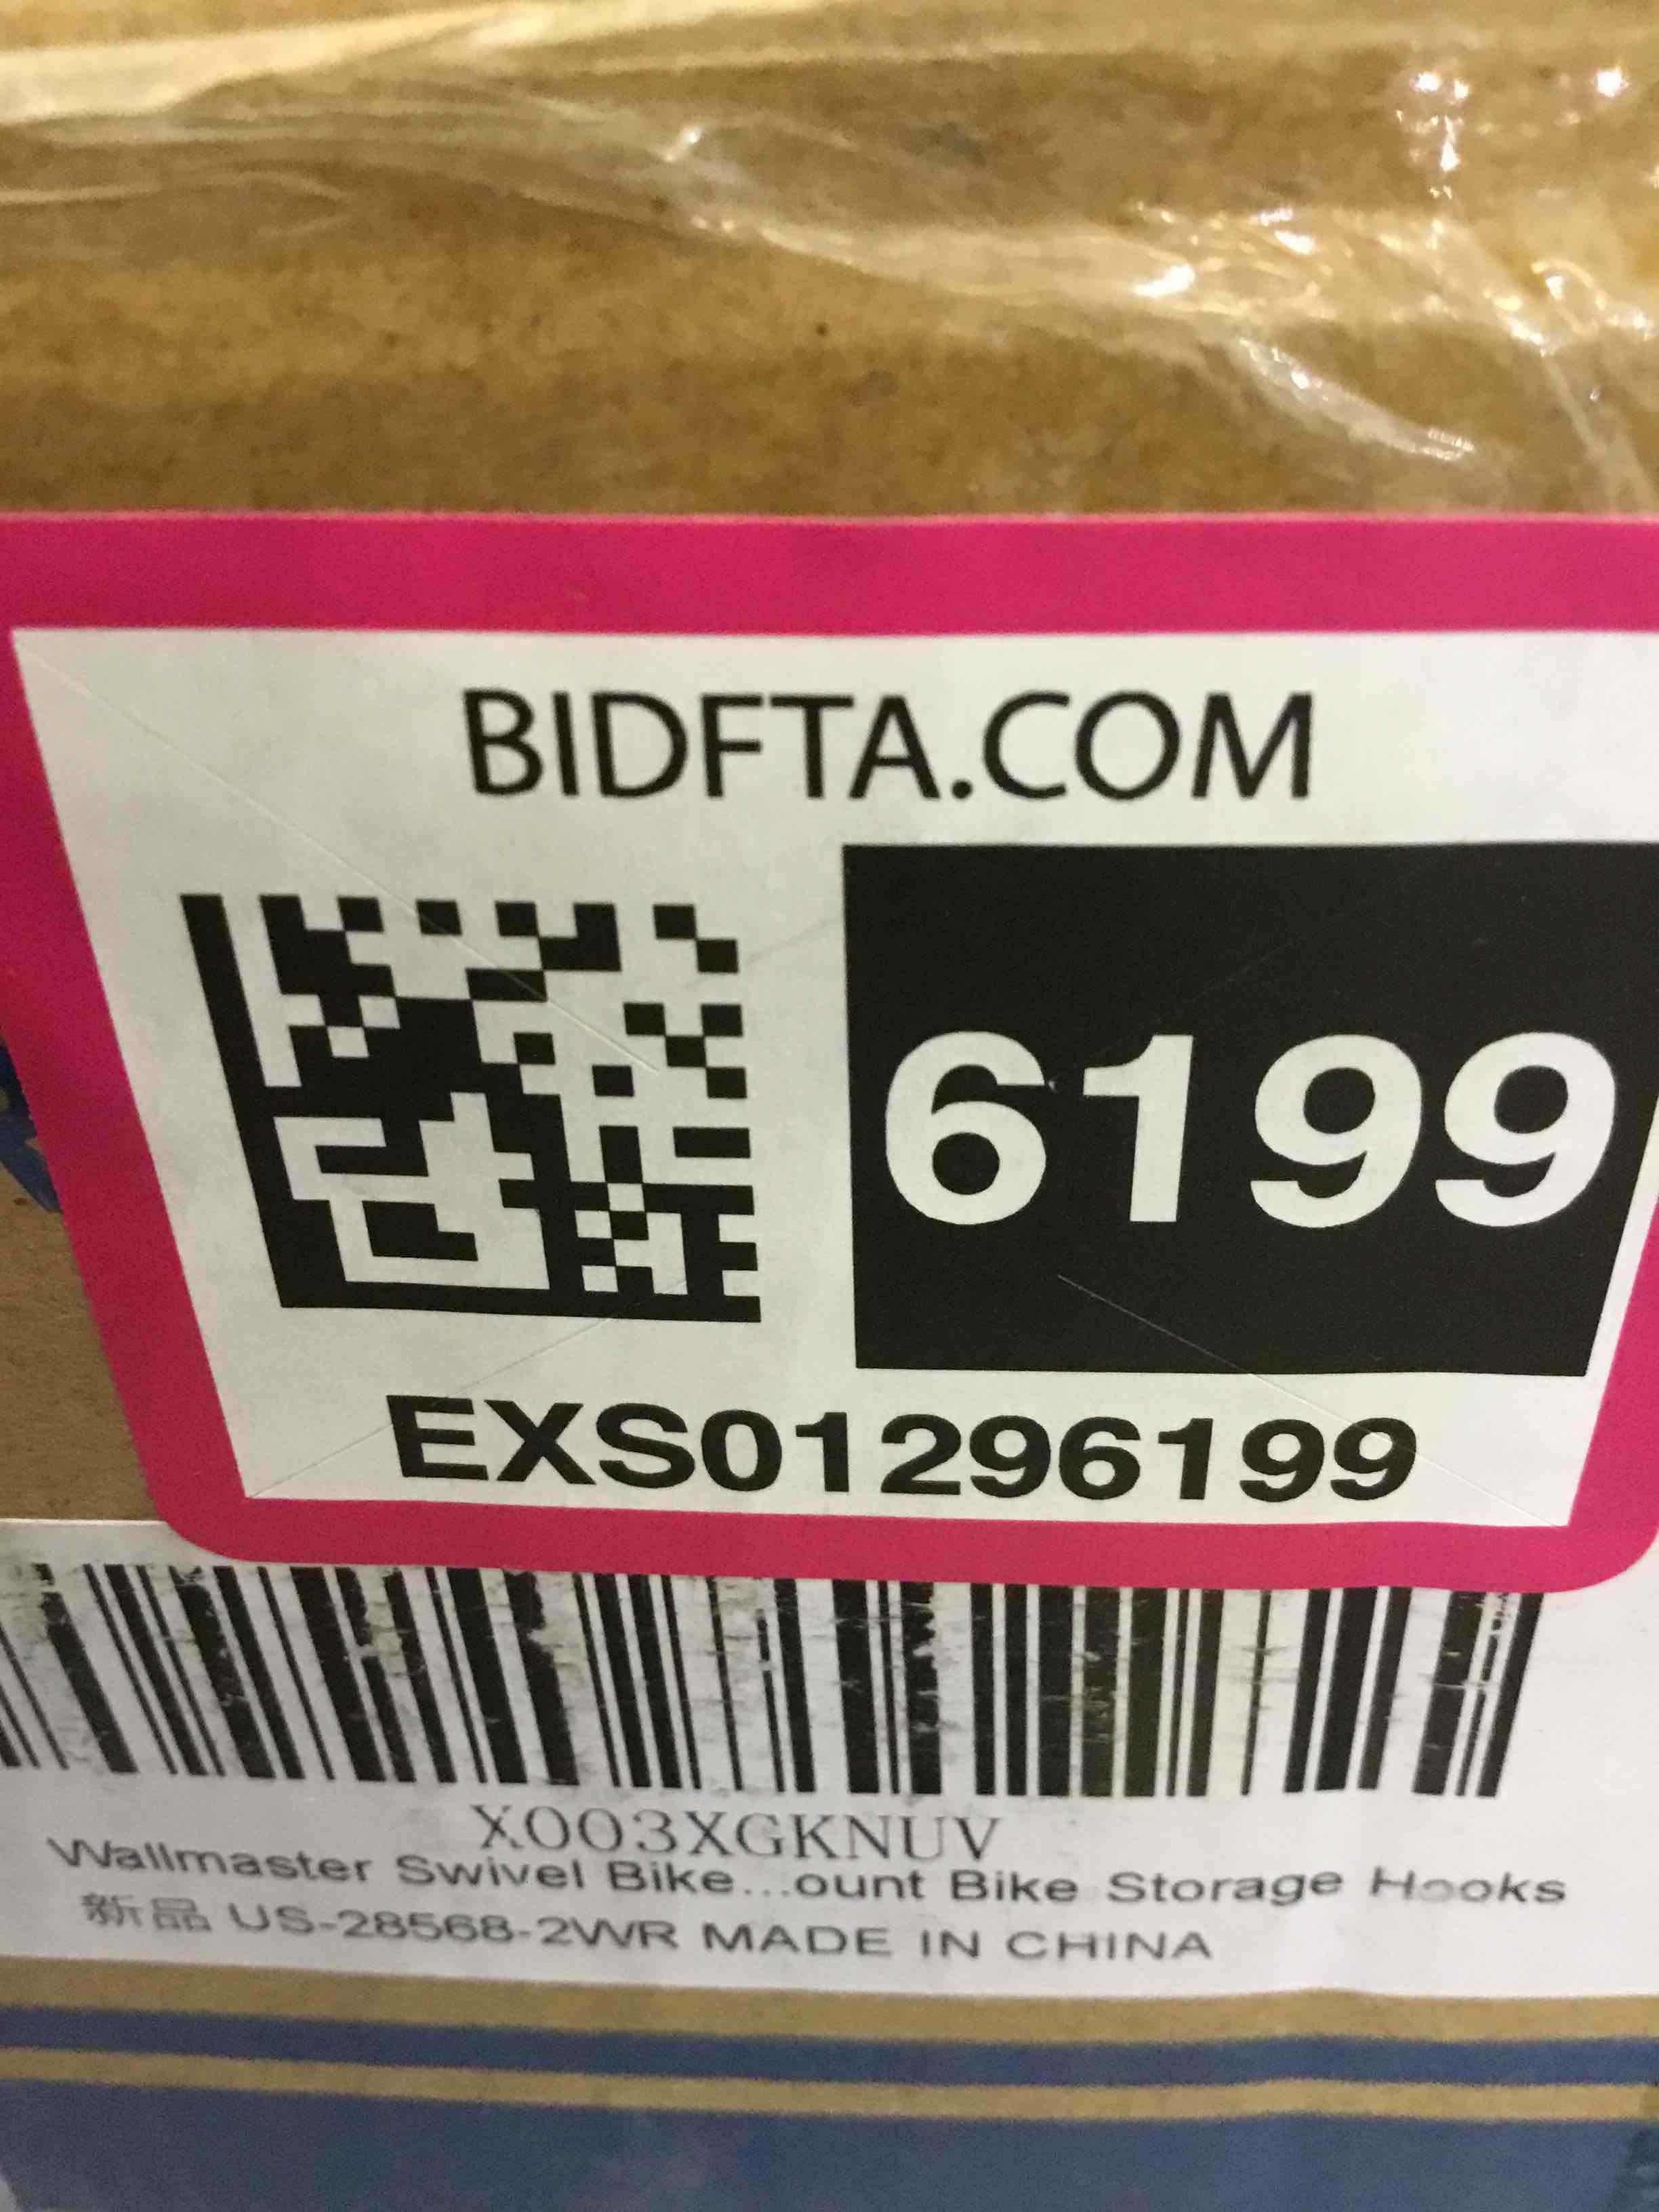 BIDFTA.COM
6199
EXS01296199
X003XGKNUV
Wallmaster Swivel Bike...ount Bike Storage Hooks
新品 US-28568-2WR MADE IN CHINA